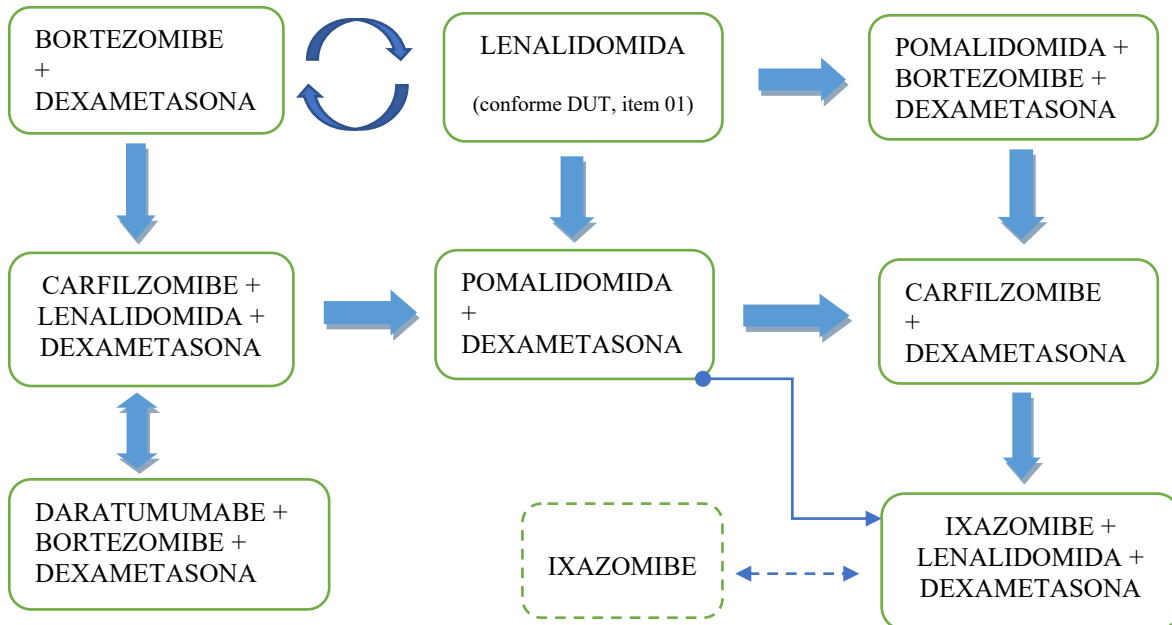 BORTEZOMIBE
+
DEXAMETASONA
LENALIDOMIDA
(conforme DUT, item 01)
POMALIDOMIDA +
BORTEZOMIBE +
DEXAMETASONA
CARFILZOMIBE +
LENALIDOMIDA +
DEXAMETASONA
POMALIDOMIDA
+
DEXAMETASONA
CARFILZOMIBE
+
DEXAMETASONA
DARATUMUMABE +
BORTEZOMIBE +
DEXAMETASONA
IXAZOMIBE
IXAZOMIBE +
LENALIDOMIDA +
DEXAMETASONA